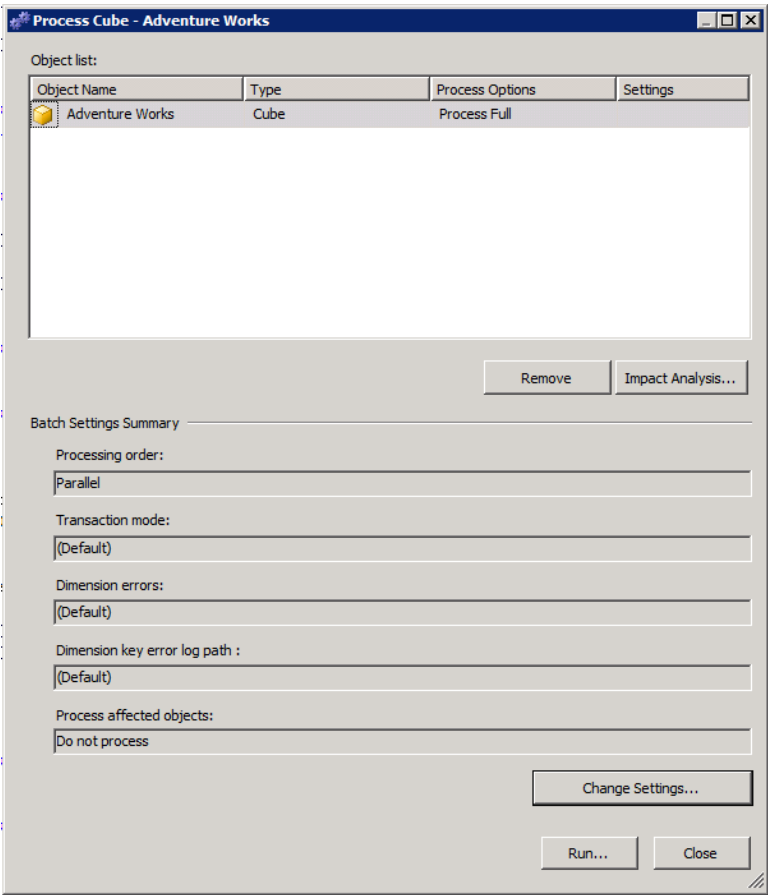 Process Cube - Adventure Works
Object list:
Object Name Type Process Options Settings
Adventure Works Cube Process Full
Remove Impact Analysis...
Batch Settings Summary
Processing order:
Parallel
Transaction mode:
(Default)
Dimension errors:
(Default)
Dimension key error log path :
(Default)
Process affected objects:
Do not process
Change Settings...
Run... Close